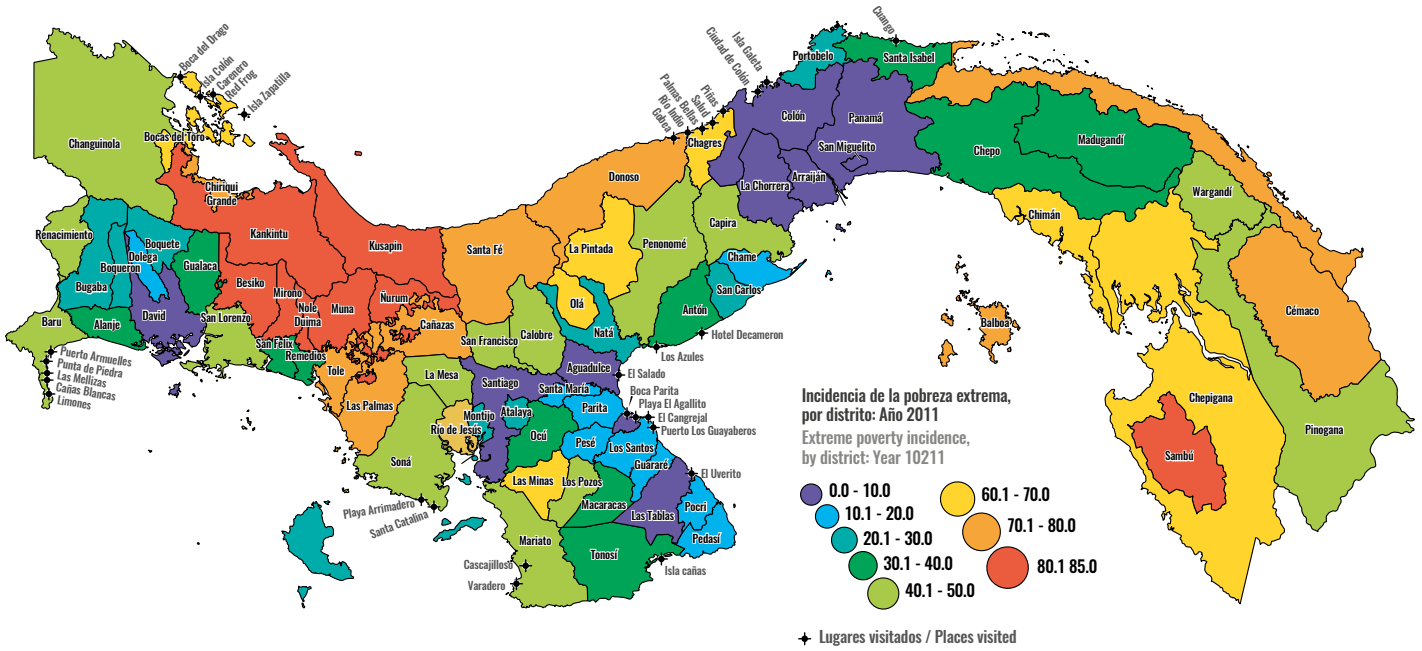 Boca del Drago
Isla Colón
Carenero
Red Frog
Isla Zapatilla
Changuinola
Bocas del Toro
Chiriqui
Grande
Kankintu
Kusapin
Renacimiento
Boquete
Dolega
Boqueron
Bugaba
Gualaca
David
Alanje
Baru
San Lorenzo
Besiko
Mirono
Nole
Duima
Muna
Ñurum
San Félix
Remedios
Tole
Cañazas
Las Palmas
Puerto Armuelles
Punta de Piedra
Las Mellizas
Cañas Blancas
Limones
Santa Fé
San Francisco
Calobre
La Mesa
Santiago
Montijo
Atalaya
Río de Jesús
Soná
Playa Arrimadero
Santa Catalina
Mariato
Cascajilloso
Varadero
Donoso
Gobea
Río Indio
Palmas Bellas
Salud
Piñas
Chagres
Ciudad de Colón
Isla Galeta
Portobelo
Cuango
Santa Isabel
Colón
Panamá
San Miguelito
Arraiján
La Chorrera
Capira
Chame
San Carlos
La Pintada
Penonomé
Olá
Natá
Antón
Hotel Decameron
Los Azules
Aguadulce
El Salado
Santa María
Boca Parita
Playa El Agallito
El Cangrejal
Puerto Los Guayaberos
Parita
Ocú
Pesé
Los Santos
Guararé
El Uverito
Las Minas
Los Pozos
Macaracas
Las Tablas
Pocrí
Pedasí
Tonosí
Isla cañas
Chepo
Madugandí
Wargandí
Chimán
Balboa
Cémaco
Chepigana
Sambú
Pinogana
Incidencia de la pobreza extrema,
por distrito: Año 2011
Extreme poverty incidence,
by district: Year 10211
0.0 - 10.0
10.1 - 20.0
20.1 - 30.0
30.1 - 40.0
40.1 - 50.0
60.1 - 70.0
70.1 - 80.0
80.1 85.0
Lugares visitados / Places visited